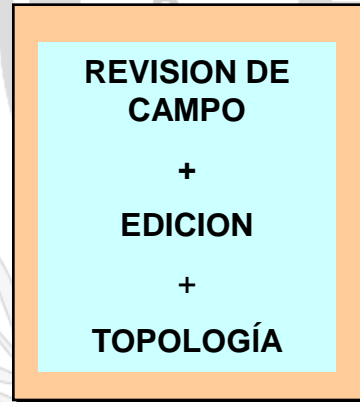 REVISION DE
CAMPO
+
EDICION
+
TOPOLOGÍA